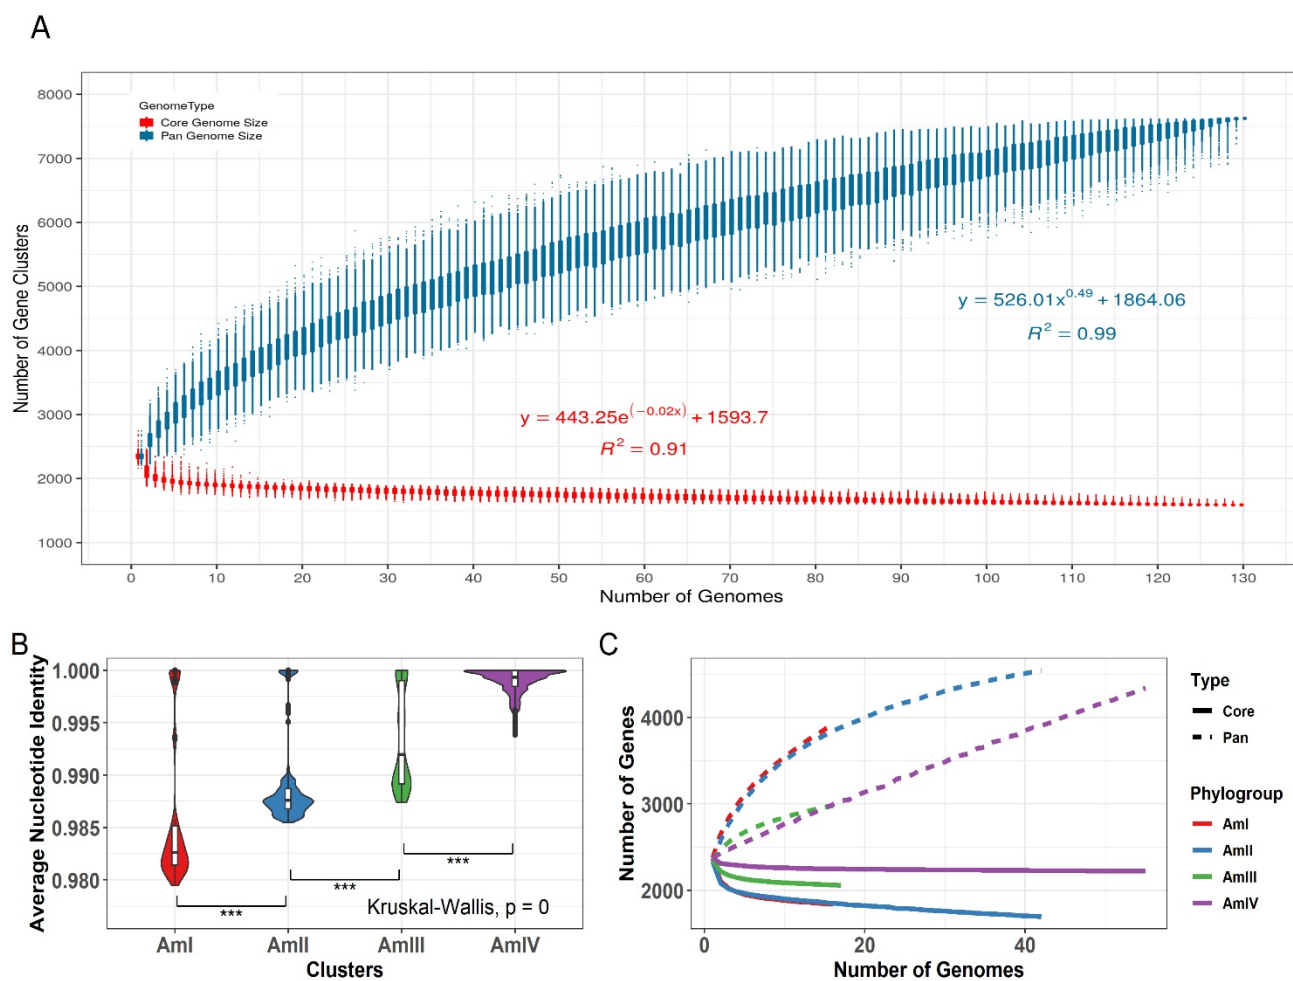 A
8000
7000
6000
5000
4000
3000
2000
1000
Number of Gene Clusters
GenomeType
Core Genome Size
Pan Genome Size
y = 526.01x^0.49 + 1864.06
R² = 0.99
y = 443.25e^(−0.02x) + 1593.7
R² = 0.91
0 10 20 30 40 50 60 70 80 90 100 110 120 130
Number of Genomes
B
1.000
0.995
0.990
0.985
0.980
Average Nucleotide Identity
***
***
***
Kruskal-Wallis, p = 0
AmI AmII AmIII AmIV
Clusters
C
4000
3000
2000
Number of Genes
0 20 40
Number of Genomes
Type
Core
Pan
Phylogroup
AmI
AmII
AmIII
AmIV